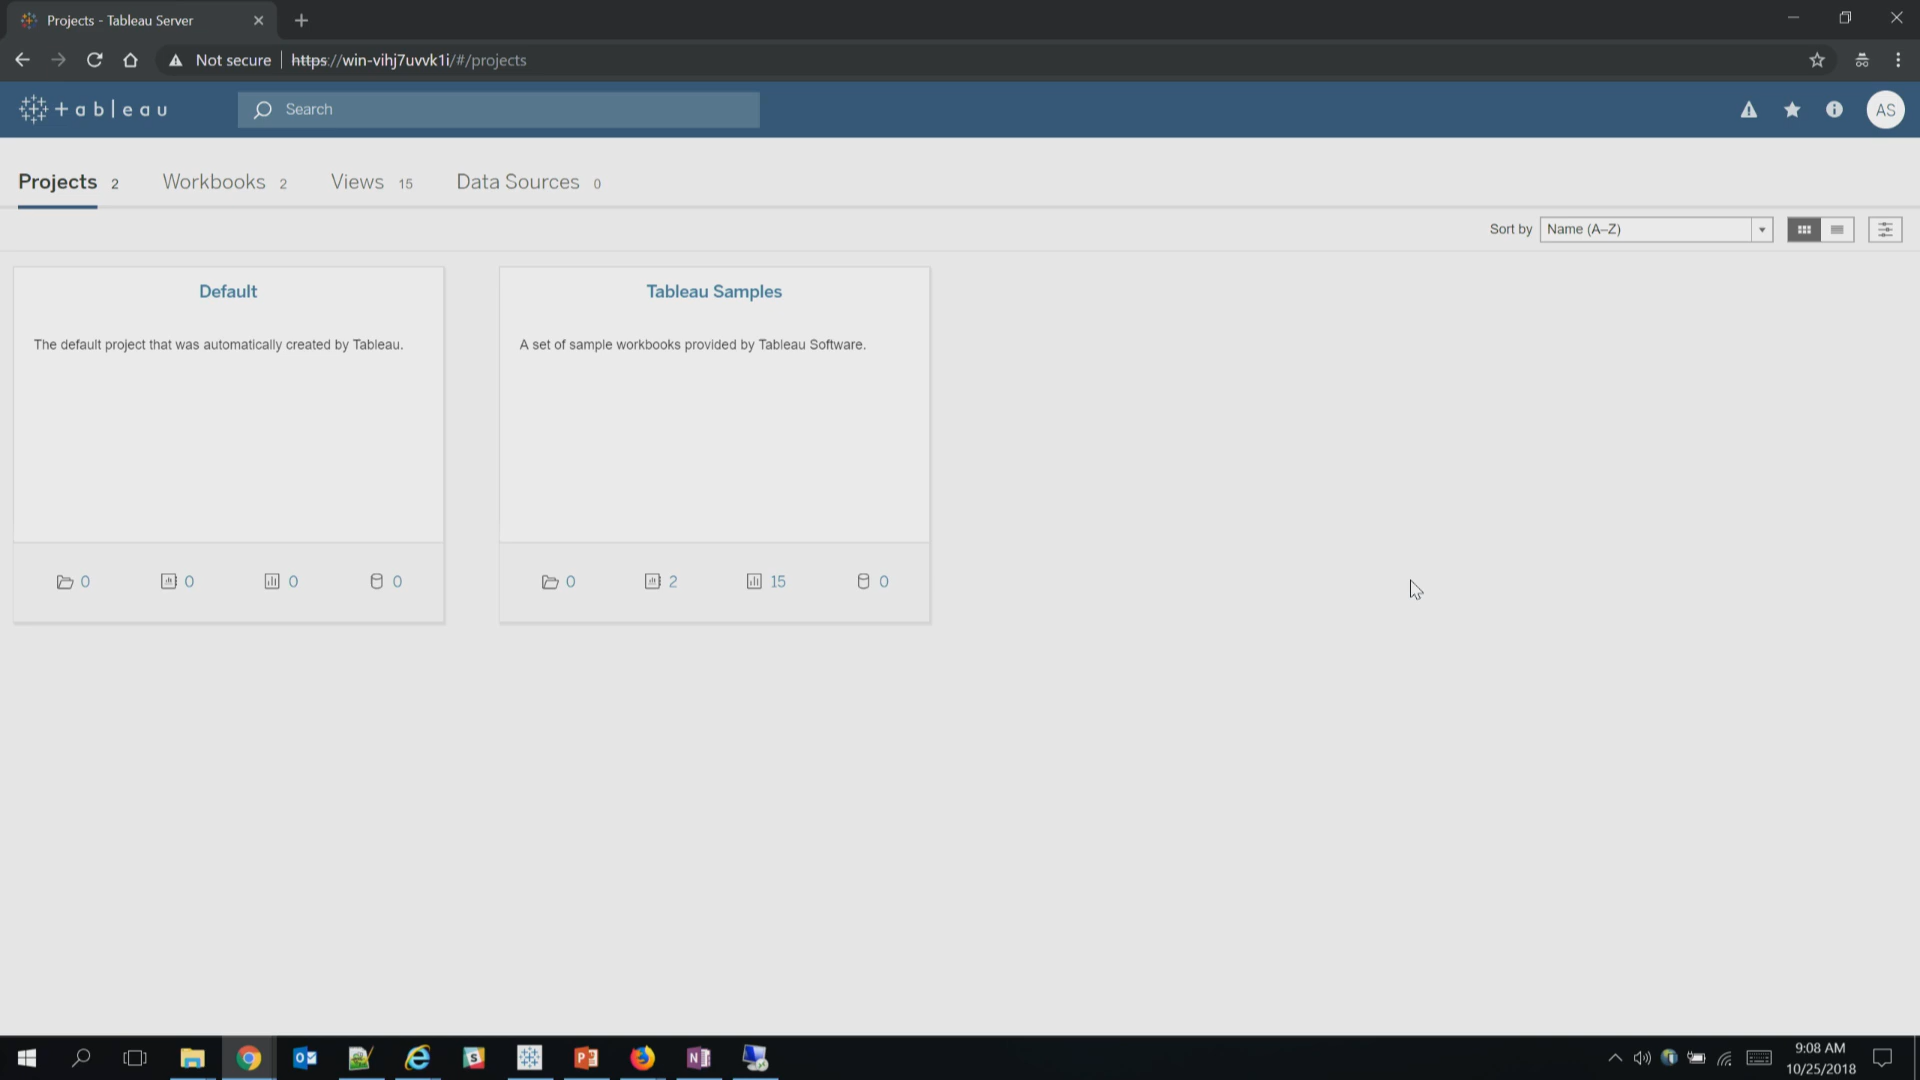 Projects - Tableau Server
Not secure https://win-vihj7uvvk1i/#/projects
+ableau
Search
AS
Projects 2 Workbooks 2 Views 15 Data Sources 0
Sort by Name (A–Z)
Default
The default project that was automatically created by Tableau.
0 0 0 0
Tableau Samples
A set of sample workbooks provided by Tableau Software.
0 2 15 0
9:08 AM
10/25/2018